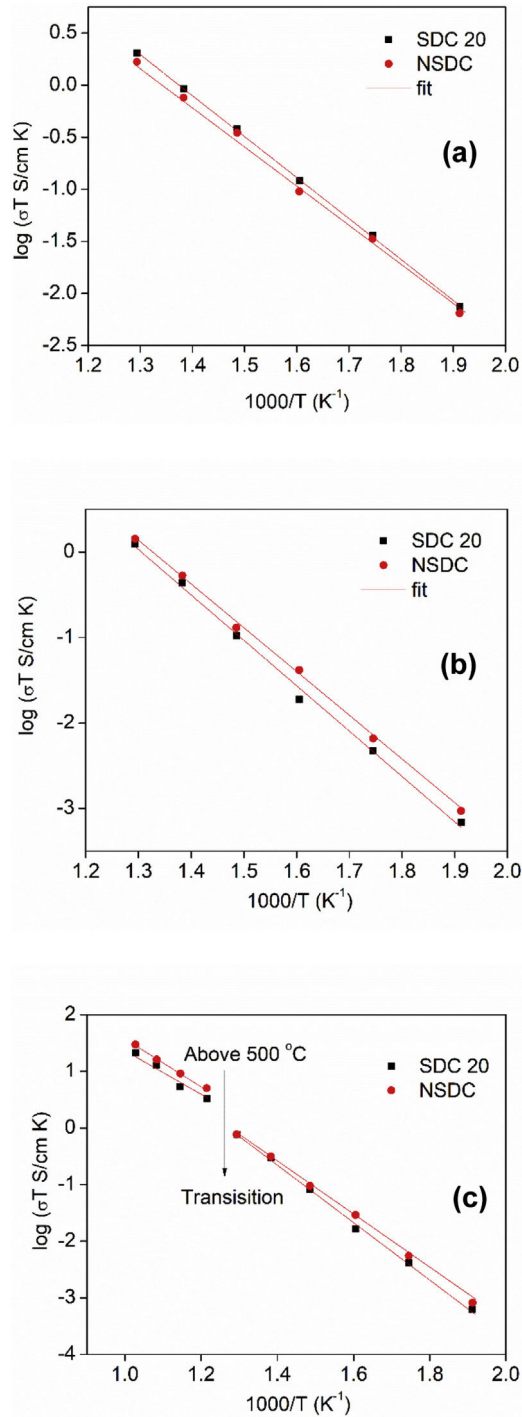 0.5
0.0
-0.5
-1.0
-1.5
-2.0
-2.5
log (σT S/cm K)
SDC 20
NSDC
fit
(a)
1.2 1.3 1.4 1.5 1.6 1.7 1.8 1.9 2.0
1000/T (K⁻¹)
0
-1
-2
-3
log (σT S/cm K)
SDC 20
NSDC
fit
(b)
1.2 1.3 1.4 1.5 1.6 1.7 1.8 1.9 2.0
1000/T (K⁻¹)
2
1
0
-1
-2
-3
-4
log (σT S/cm K)
Above 500 °C
Transisition
SDC 20
NSDC
(c)
1.0 1.2 1.4 1.6 1.8 2.0
1000/T (K⁻¹)